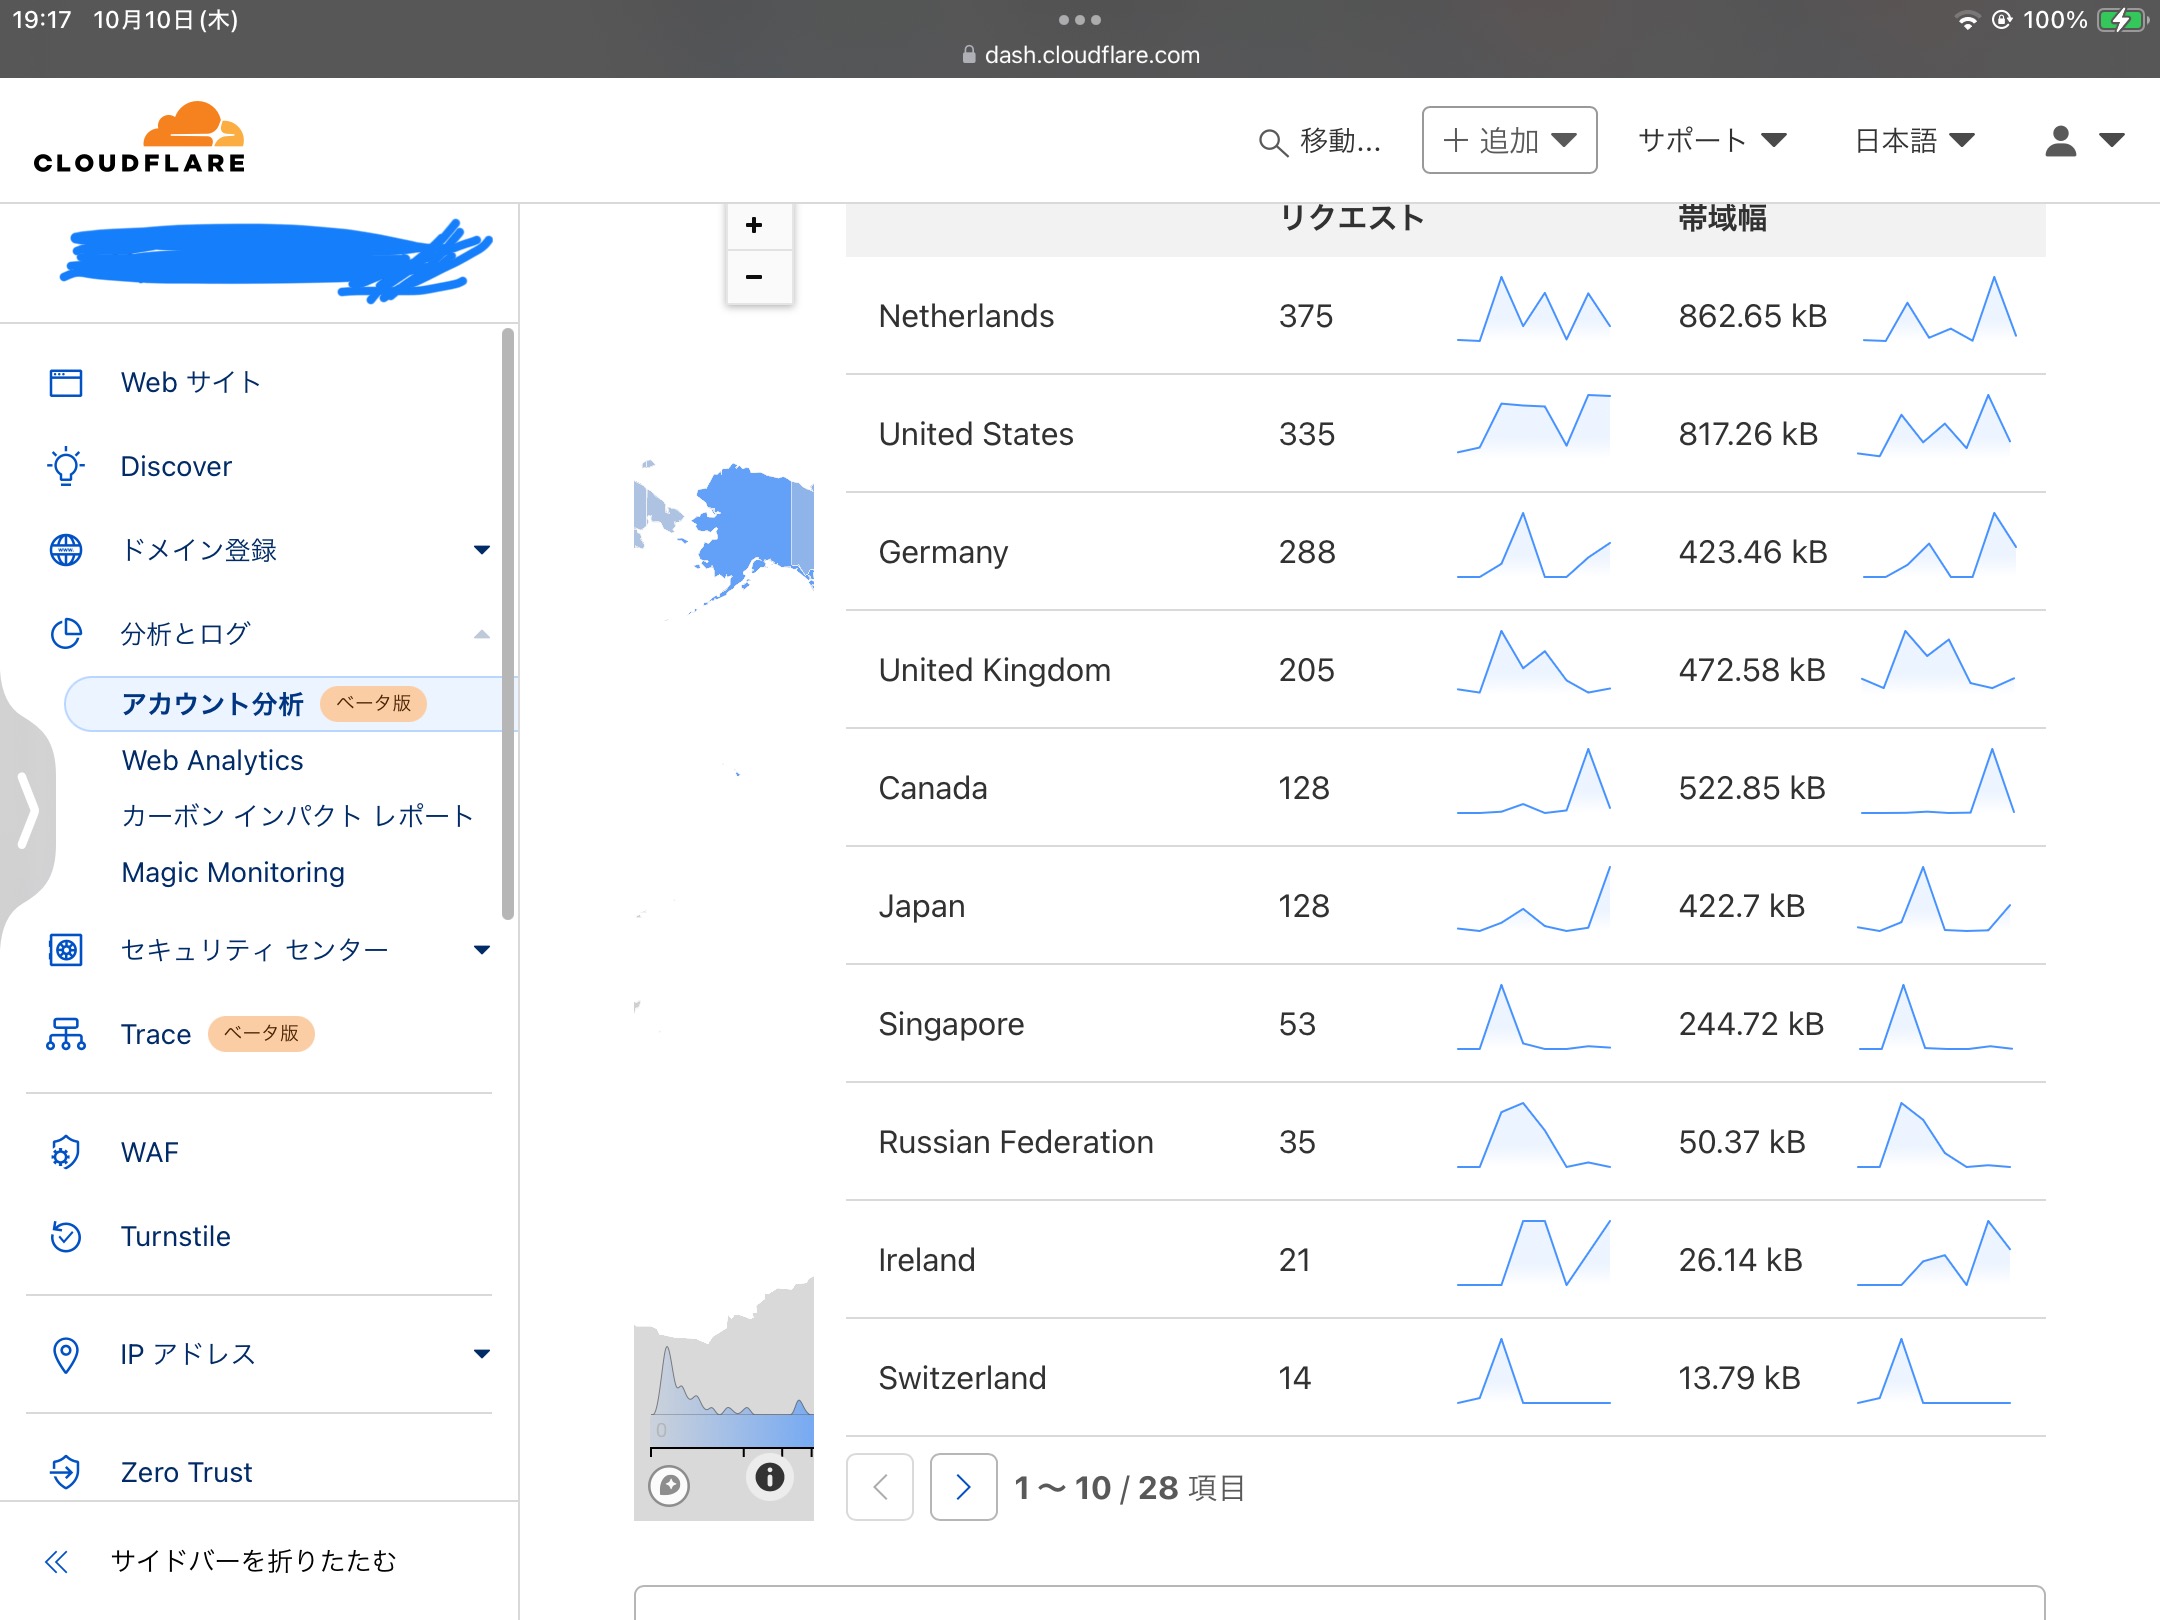 19:17 10月10日(木)
100%
dash.cloudflare.com
CLOUDFLARE
移動...
追加
サポート
日本語
Web サイト
Discover
ドメイン登録
分析とログ
アカウント分析 ベータ版
Web Analytics
カーボン インパクト レポート
Magic Monitoring
セキュリティ センター
Trace ベータ版
WAF
Turnstile
IP アドレス
Zero Trust
サイドバーを折りたたむ
+
−
0
リクエスト 帯域幅
Netherlands 375 862.65 kB
United States 335 817.26 kB
Germany 288 423.46 kB
United Kingdom 205 472.58 kB
Canada 128 522.85 kB
Japan 128 422.7 kB
Singapore 53 244.72 kB
Russian Federation 35 50.37 kB
Ireland 21 26.14 kB
Switzerland 14 13.79 kB
1 〜 10 / 28 項目